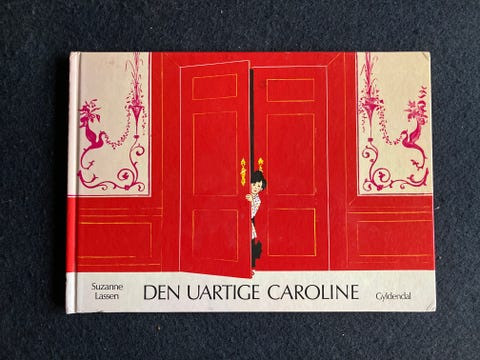 Suzanne
Lassen
DEN UARTIGE CAROLINE
Gyldendal